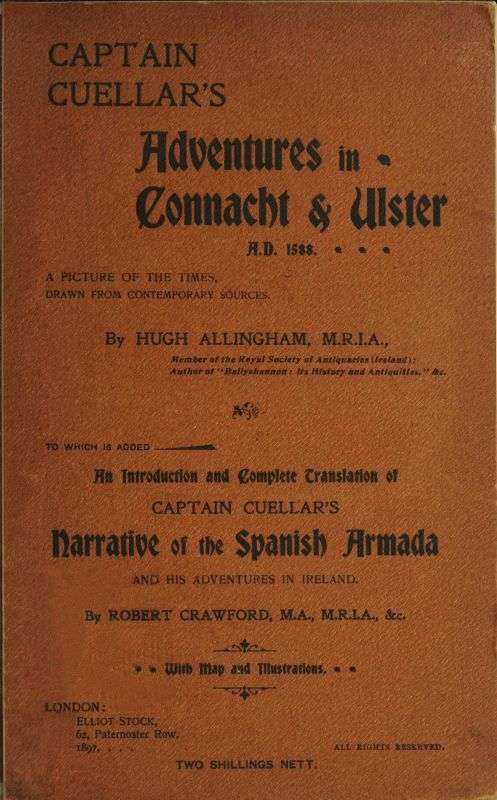 CAPTAIN
CUELLAR'S
Adventures in
Connacht & Ulster
A.D. 1588.
A PICTURE OF THE TIMES,
DRAWN FROM CONTEMPORARY SOURCES.
By HUGH ALLINGHAM, M.R.I.A.,
Member of the Royal Society of Antiquaries (Ireland);
Author of "Ballyshannon: Its History and Antiquities," &c.
TO WHICH IS ADDED
An Introduction and Complete Translation of
CAPTAIN CUELLAR'S
Narrative of the Spanish Armada
AND HIS ADVENTURES IN IRELAND.
By ROBERT CRAWFORD, M.A., M.R.I.A., &c.
With Map and Illustrations.
LONDON:
ELLIOT STOCK,
62, Paternoster Row.
1897. . . .
ALL RIGHTS RESERVED.
TWO SHILLINGS NETT.